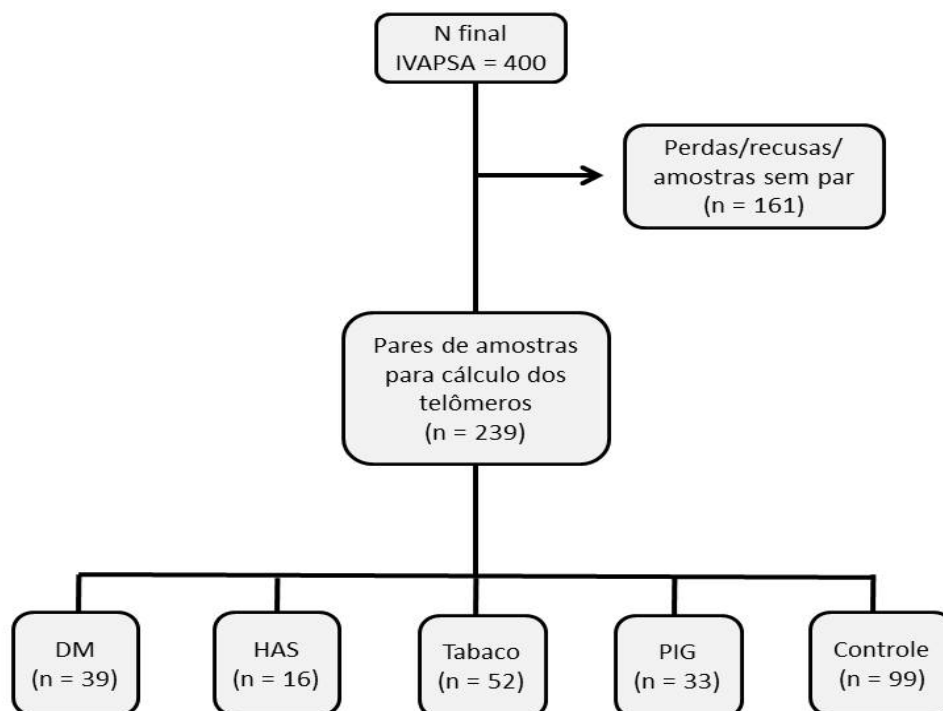 N final
IVAPSA = 400
Perdas/recusas/
amostras sem par
(n = 161)
Pares de amostras
para cálculo dos
telômeros
(n = 239)
DM
(n = 39)
HAS
(n = 16)
Tabaco
(n = 52)
PIG
(n = 33)
Controle
(n = 99)